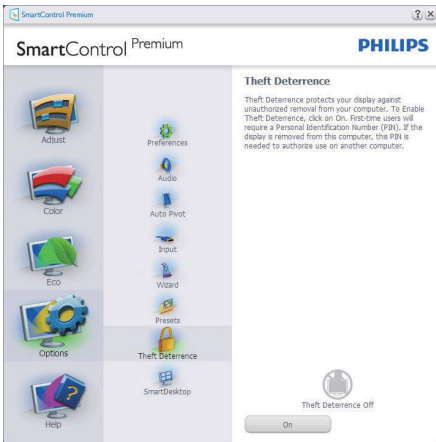 SmartControl Premium
SmartControl Premium
PHILIPS
Adjust
Color
Eco
Options
Help
Preferences
Audio
Auto Pivot
Input
Wizard
Presets
Theft Deterrence
SmartDesktop
Theft Deterrence
Theft Deterrence protects your display against
unauthorized removal from your computer. To Enable
Theft Deterrence, click on On. First-time users will
require a Personal Identification Number (PIN). If the
display is removed from this computer, this PIN is
needed to authorize use on another computer.
Theft Deterrence Off
On